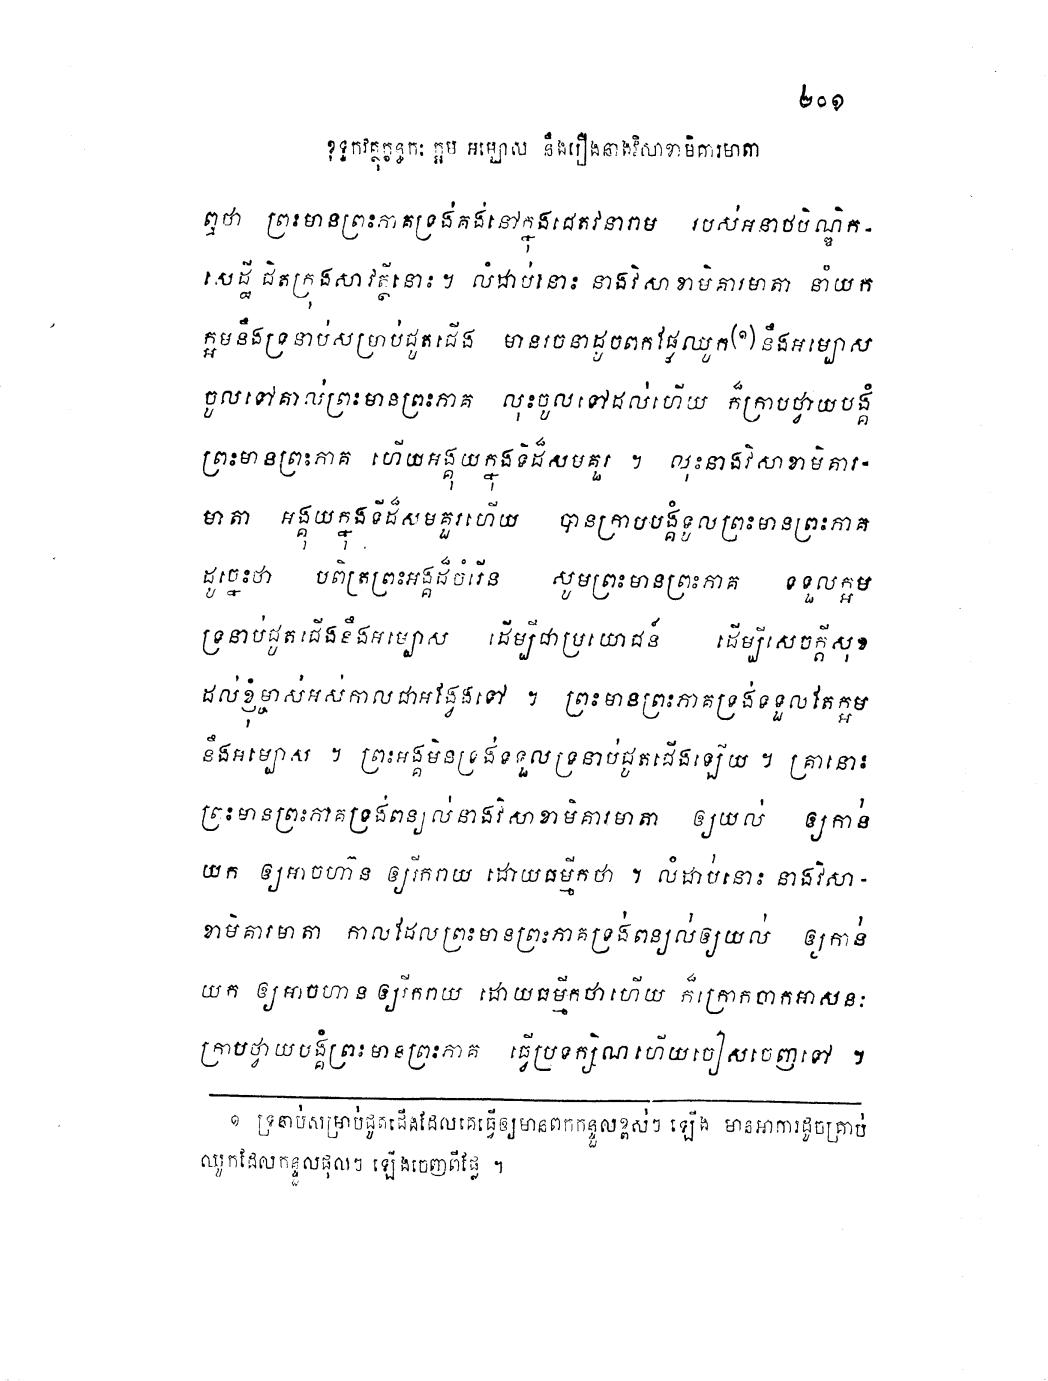 ២០១
ខុទ្ទកវត្ថុក្ខន្ធកៈ ក្អម អម្បោស នឹងរឿងនាងវិសាខាមិគារមាតា
ឮថា ព្រះមានព្រះភាគទ្រង់គង់នៅក្នុងជេតវនារាម របស់អនាថបិណ្ឌិក-
សេដ្ឋី ជិតក្រុងសាវត្ថីនោះ។ លំដាប់នោះ នាងវិសាខាមិគារមាតា នាំយក
ក្អមនឹងទ្រនាប់សម្រាប់ជូតជើង មានរចនាដូចពកផ្លែឈូក(១)នឹងអម្បោស
ចូលទៅគាល់ព្រះមានព្រះភាគ លុះចូលទៅដល់ហើយ ក៏ក្រាបថ្វាយបង្គំ
ព្រះមានព្រះភាគ ហើយអង្គុយក្នុងទីដ៏សមគួរ ។ លុះនាងវិសាខាមិគារ-
មាតា អង្គុយក្នុងទីដ៏សមគួរហើយ បានក្រាបបង្គំទូលព្រះមានព្រះភាគ
ដូច្នេះថា បពិត្រព្រះអង្គដ៏ចំរើន សូមព្រះមានព្រះភាគ ទទួលក្អម
ទ្រនាប់ជូតជើងនឹងអម្បោស ដើម្បីជាប្រយោជន៍ ដើម្បីសេចក្តីសុខ
ដល់ខ្ញុំម្ចាស់អស់កាលជាអង្វែងទៅ ។ ព្រះមានព្រះភាគទ្រង់ទទួលតែក្អម
នឹងអម្បោស ។ ព្រះអង្គមិនទ្រង់ទទួលទ្រនាប់ជូតជើងឡើយ ។ គ្រានោះ
ព្រះមានព្រះភាគទ្រង់ពន្យល់នាងវិសាខាមិគារមាតា ឲ្យយល់ ឲ្យកាន់
យក ឲ្យអាចហាន ឲ្យរីករាយ ដោយធម្មីកថា ។ លំដាប់នោះ នាងវិសា-
ខាមិគារមាតា កាលដែលព្រះមានព្រះភាគទ្រង់ពន្យល់ឲ្យយល់ ឲ្យកាន់
យក ឲ្យអាចហាន ឲ្យរីករាយ ដោយធម្មីកថាហើយ ក៏ក្រោកចាកអាសនៈ
ក្រាបថ្វាយបង្គំព្រះមានព្រះភាគ ធ្វើប្រទក្សិណហើយចៀសចេញទៅ ។
១ ទ្រនាប់សម្រាប់ជូតជើងដែលគេធ្វើឲ្យមានពកកន្ទួលខ្ពស់ៗ ឡើង មានអាការដូចគ្រាប់
ឈូកដែលកន្ទួលផុលៗ ឡើងចេញពីផ្លែ ។